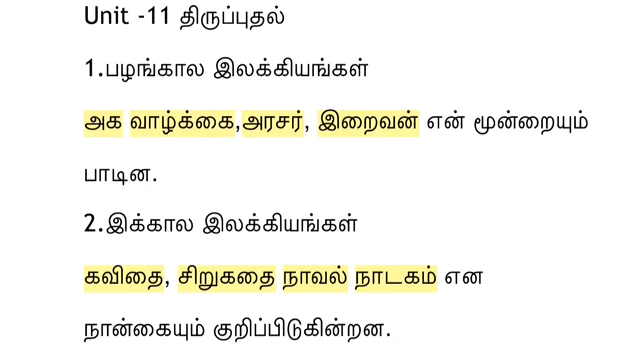 Unit -11 திருப்புதல்
1.பழங்கால இலக்கியங்கள்
அக வாழ்க்கை,அரசர், இறைவன் என் மூன்றையும்
பாடின.
2.இக்கால இலக்கியங்கள்
கவிதை, சிறுகதை நாவல் நாடகம் என
நான்கையும் குறிப்பிடுகின்றன.